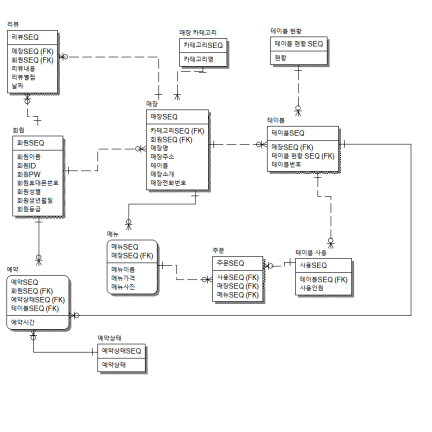 리뷰
리뷰SEQ
매장SEQ (FK)
회원SEQ (FK)
리뷰내용
리뷰별점
날짜
매장 카테고리
카테고리SEQ
카테고리명
테이블 현황
테이블 현황 SEQ
현황
회원
회원SEQ
회원이름
회원ID
회원PW
회원휴대폰번호
회원성별
회원생년월일
회원등급
매장
매장SEQ
카테고리SEQ (FK)
회원SEQ (FK)
매장명
매장주소
테이블
매장소개
매장전화번호
테이블
테이블SEQ
매장SEQ (FK)
테이블 현황 SEQ (FK)
테이블번호
메뉴
메뉴SEQ
매장SEQ (FK)
메뉴이름
메뉴가격
메뉴사진
주문
주문SEQ
사용SEQ (FK)
매장SEQ (FK)
메뉴SEQ (FK)
테이블 사용
사용SEQ
테이블SEQ (FK)
사용인원
예약
예약SEQ
회원SEQ (FK)
예약상태SEQ (FK)
테이블SEQ (FK)
예약시간
예약상태
예약상태SEQ
예약상태